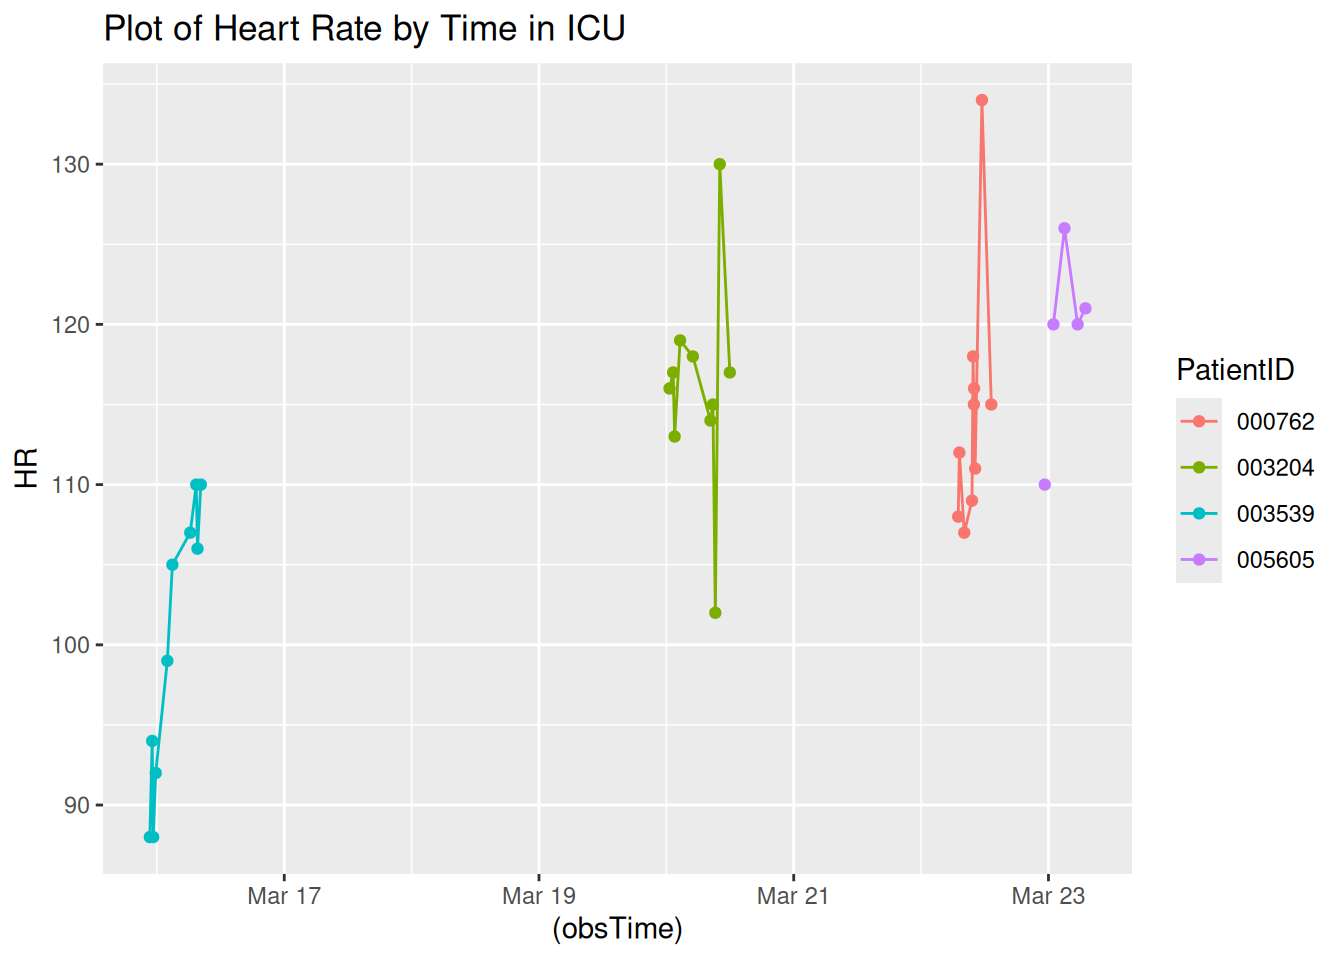 Plot of Heart Rate by Time in ICU
130
120
110
100
90
HR
Mar 17
Mar 19
Mar 21
Mar 23
(obsTime)
PatientID
000762
003204
003539
005605